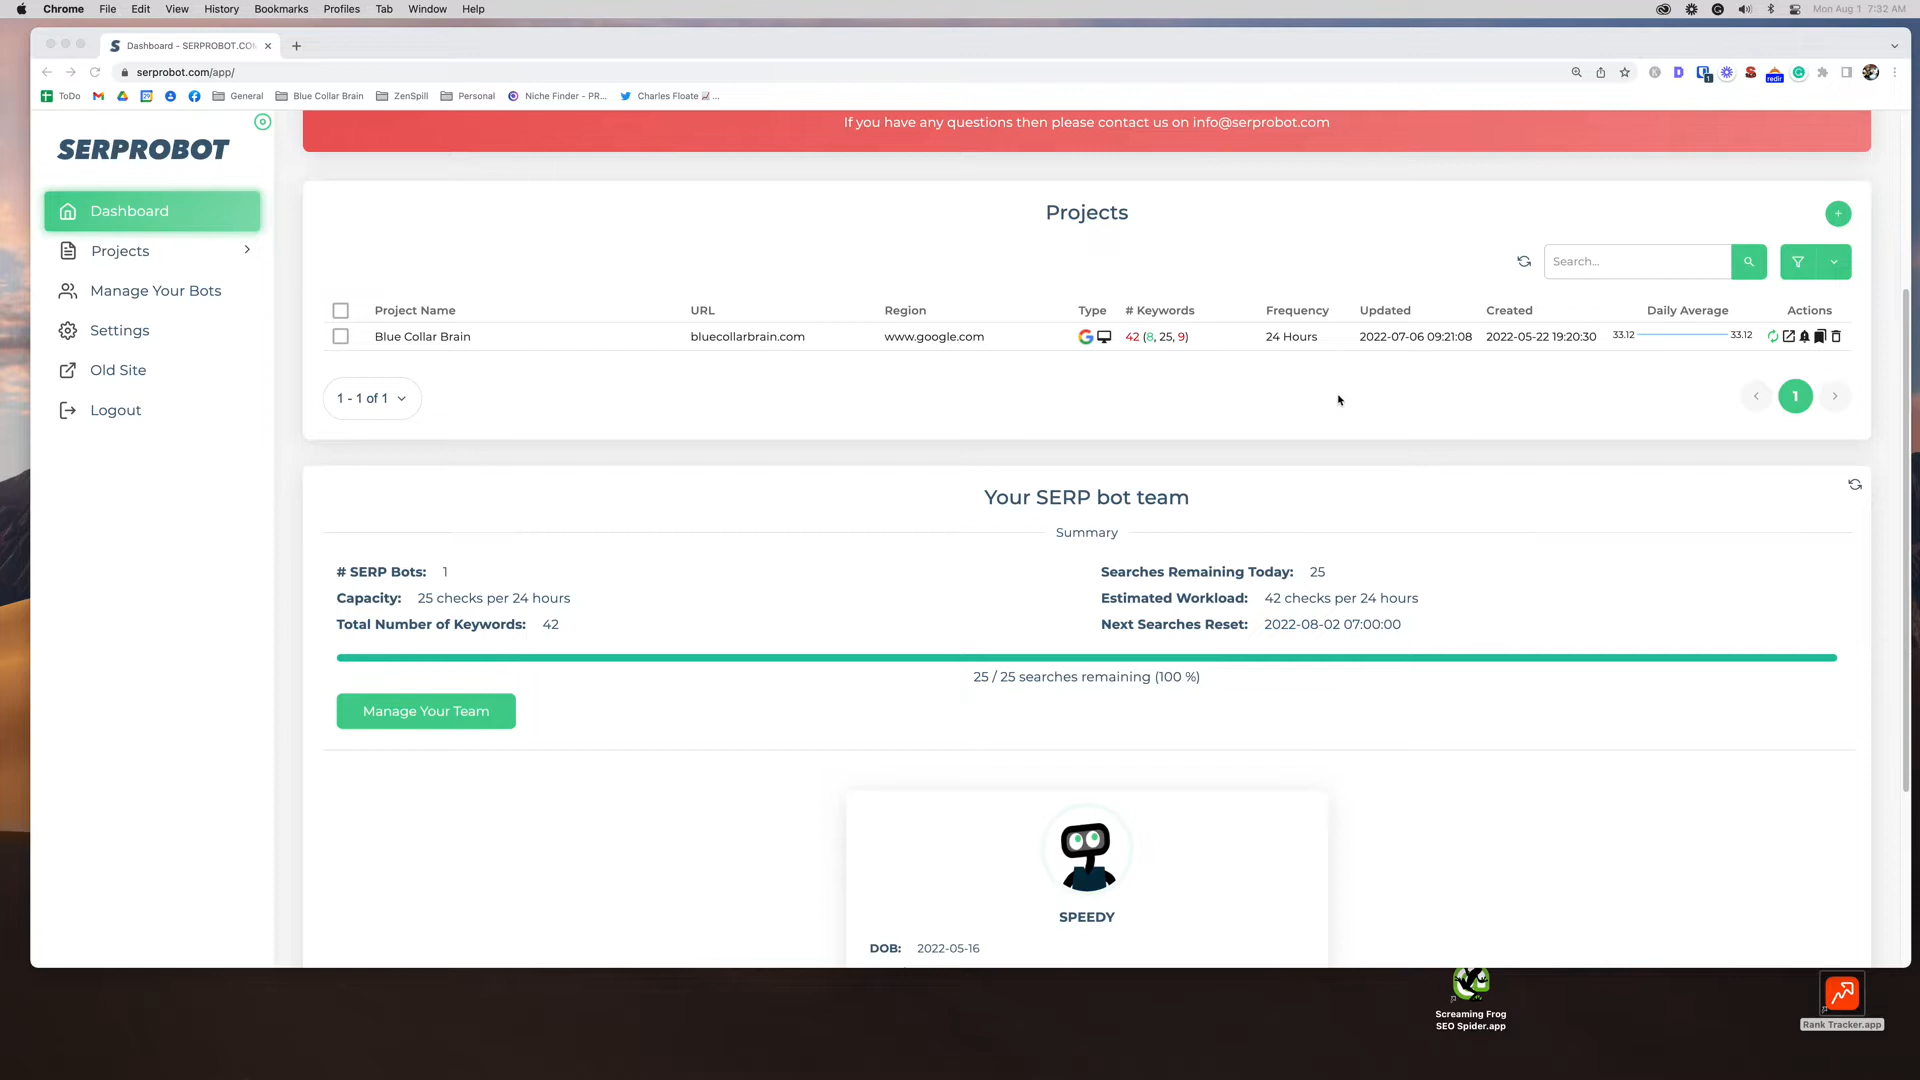 Chrome File Edit View History Bookmarks Profiles Tab Window Help Mon Aug 1 7:32 AM
Dashboard - SERPROBOT.CO
serprobot.com/app/
ToDo General Blue Collar Brain ZenSpill Personal Niche Finder - PR... Charles Floate ...
redir
If you have any questions then please contact us on info@serprobot.com
SERPROBOT
Dashboard
Projects
Manage Your Bots
Settings
Old Site
Logout
Projects
Search...
Project Name URL Region Type # Keywords Frequency Updated Created Daily Average Actions
Blue Collar Brain bluecollarbrain.com www.google.com 42 (8, 25, 9) 24 Hours 2022-07-06 09:21:08 2022-05-22 19:20:30 33.12 33.12
1 - 1 of 1
1
Your SERP bot team
Summary
# SERP Bots: 1
Searches Remaining Today: 25
Capacity: 25 checks per 24 hours
Estimated Workload: 42 checks per 24 hours
Total Number of Keywords: 42
Next Searches Reset: 2022-08-02 07:00:00
25 / 25 searches remaining (100 %)
Manage Your Team
SPEEDY
DOB: 2022-05-16
Screaming Frog
SEO Spider.app
Rank Tracker.app